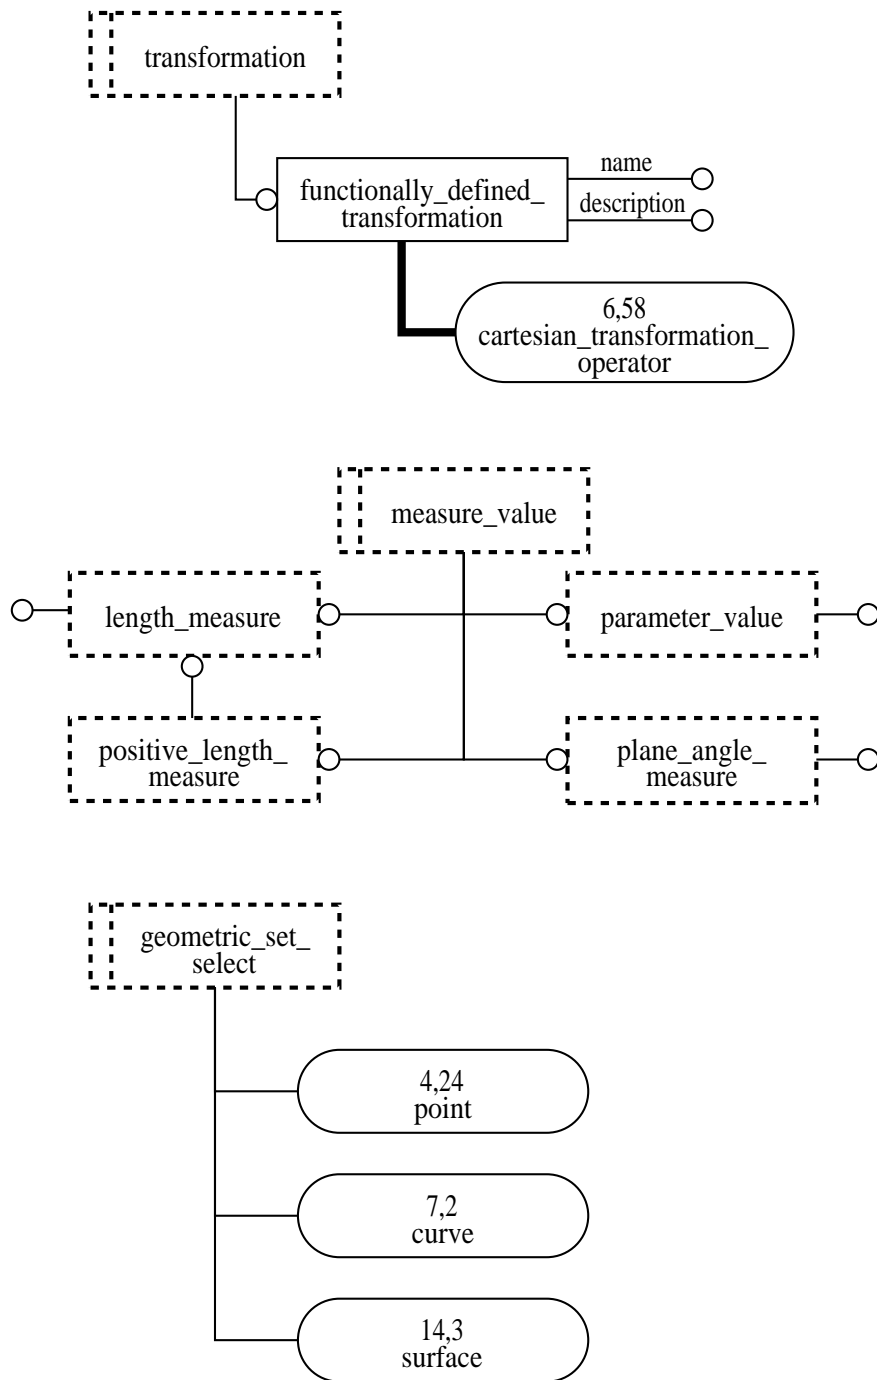 transformation
name
functionally_defined_
transformation
description
6,58
cartesian_transformation_
operator
measure_value
length_measure
parameter_value
positive_length_
measure
plane_angle_
measure
geometric_set_
select
4,24
point
7,2
curve
14,3
surface